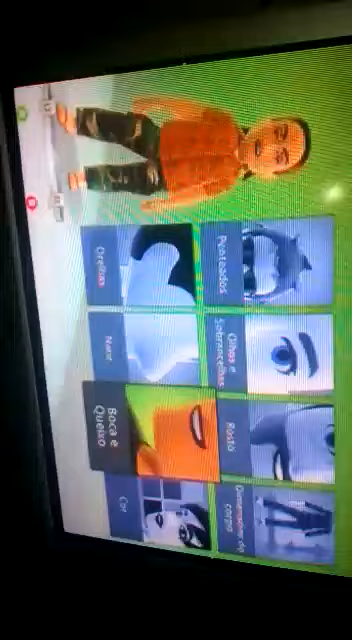 Penteados
Olhos e
Sobrancelhas
Rosto
Dimensões do
corpo
Orelhas
Nariz
Boca e
Queixo
Cor